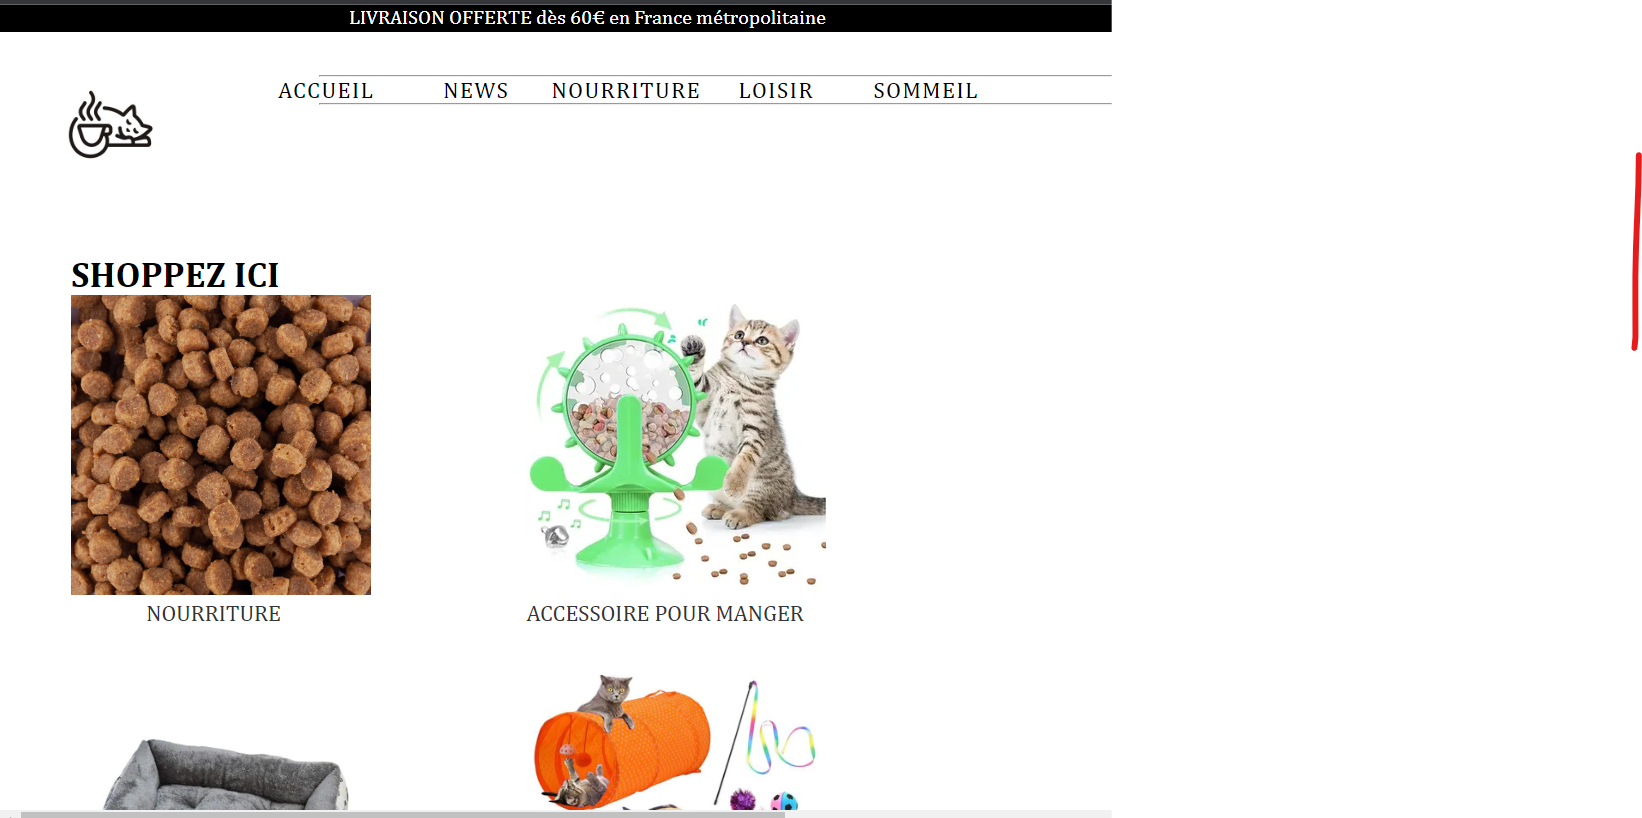 LIVRAISON OFFERTE dès 60€ en France métropolitaine
ACCUEIL NEWS NOURRITURE LOISIR SOMMEIL
SHOPPEZ ICI
NOURRITURE
ACCESSOIRE POUR MANGER